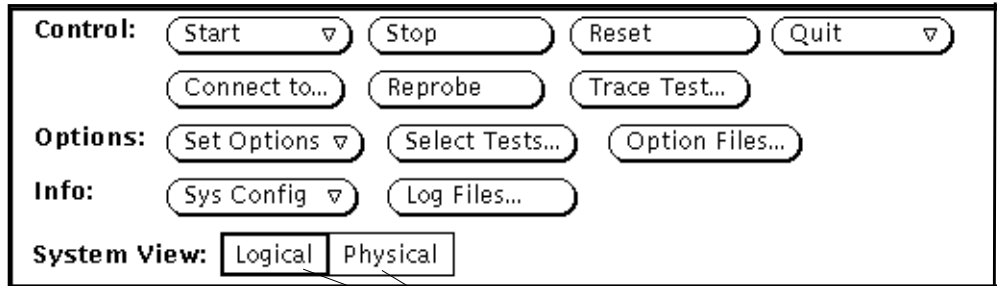 Control: Start Stop Reset Quit
Connect to... Reprobe Trace Test...
Options: Set Options Select Tests... Option Files...
Info: Sys Config Log Files...
System View: Logical Physical